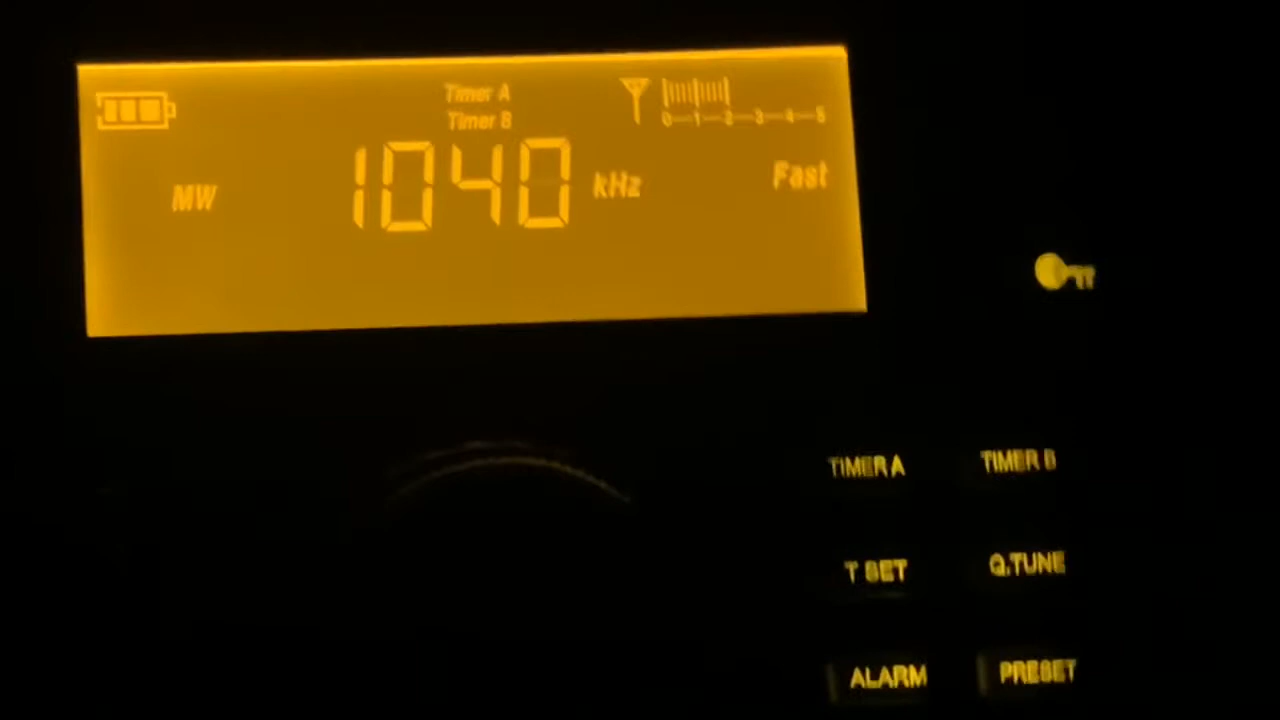 Timer A
Timer B
0 1 2 3 4 5
MW 1040 kHz Fast
TIMER A TIMER B
T SET Q.TUNE
ALARM PRESET